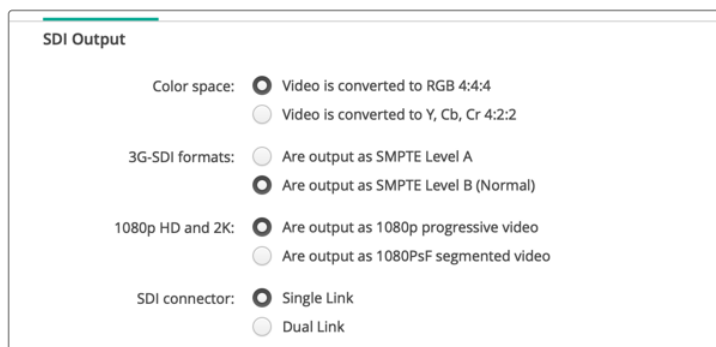 SDI Output
Color space: Video is converted to RGB 4:4:4
Video is converted to Y, Cb, Cr 4:2:2
3G-SDI formats: Are output as SMPTE Level A
Are output as SMPTE Level B (Normal)
1080p HD and 2K: Are output as 1080p progressive video
Are output as 1080PsF segmented video
SDI connector: Single Link
Dual Link